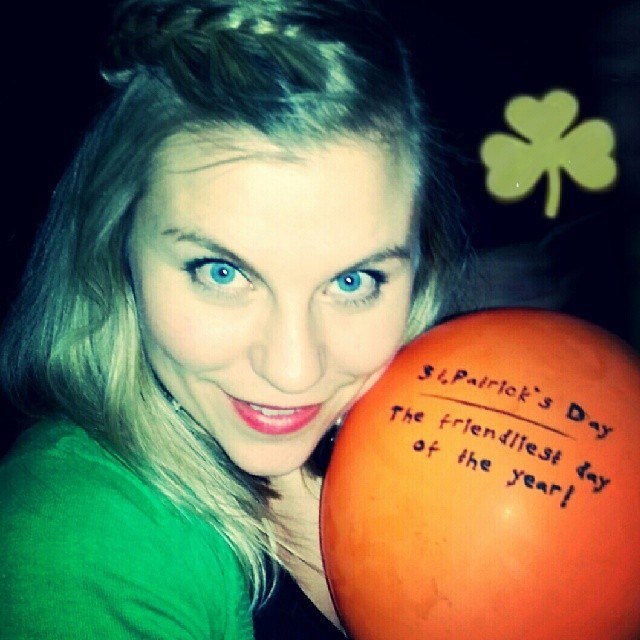 St. Patrick's Day
The friendliest day
of the year!